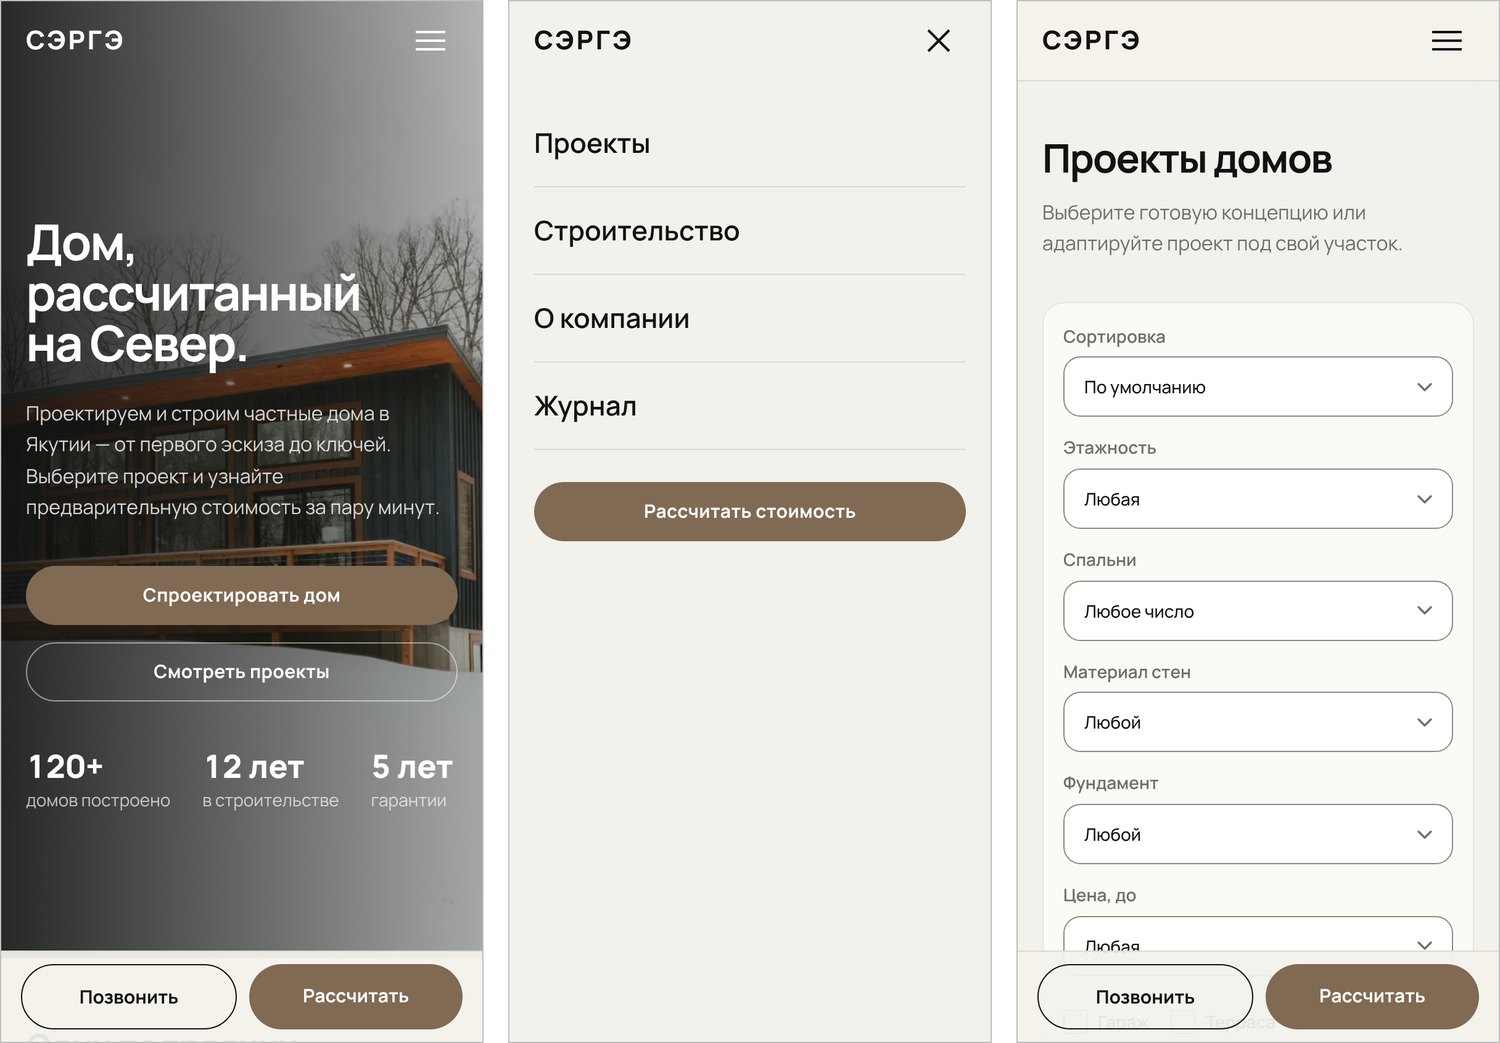 СЭРГЭ
Дом,
рассчитанный
на Север.
Проектируем и строим частные дома в
Якутии — от первого эскиза до ключей.
Выберите проект и узнайте
предварительную стоимость за пару минут.
Спроектировать дом
Смотреть проекты
120+
домов построено
12 лет
в строительстве
5 лет
гарантии
Позвонить
Рассчитать
СЭРГЭ
Проекты
Строительство
О компании
Журнал
Рассчитать стоимость
СЭРГЭ
Проекты домов
Выберите готовую концепцию или
адаптируйте проект под свой участок.
Сортировка
По умолчанию
Этажность
Любая
Спальни
Любое число
Материал стен
Любой
Фундамент
Любой
Цена, до
Любая
Позвонить
Рассчитать
Гараж
Терраса